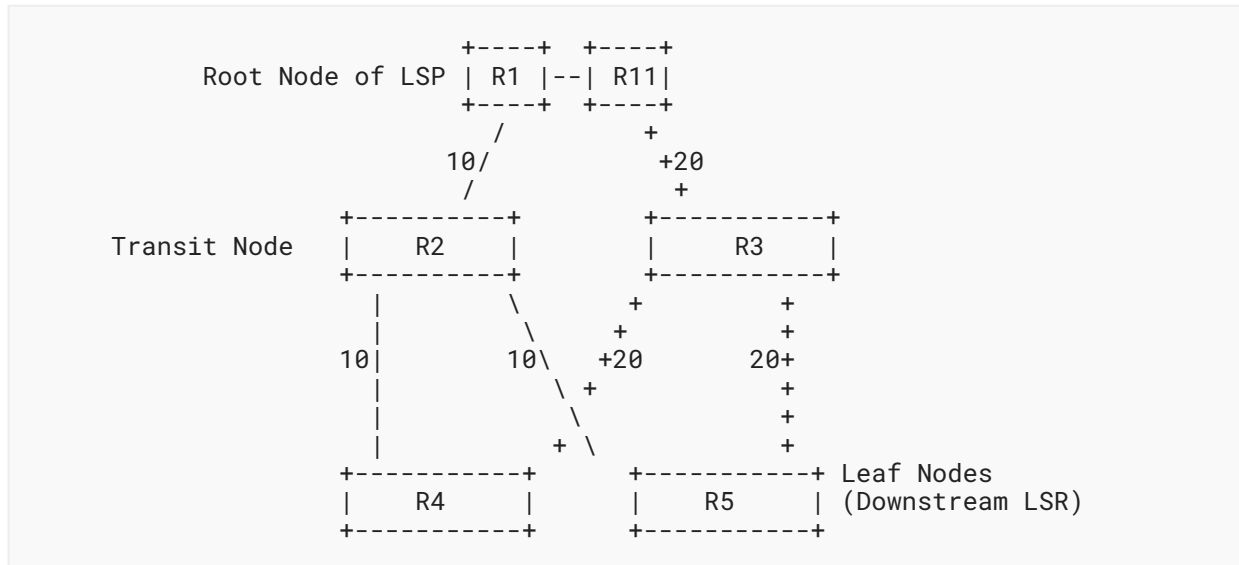 +----+  +----+
   Root Node of LSP | R1 |--| R11|
                    +----+  +----+
                      /         +
                   10/           +20
                    /             +
            +----------+        +-----------+
Transit Node |    R2    |        |     R3    |
            +----------+        +-----------+
              |        \       +         +
              |         \     +          +
            10|        10\   +20      20+
              |            \ +           +
              |             \            +
              |            + \           +
            +-----------+      +-----------+ Leaf Nodes
            |    R4     |      |    R5     | (Downstream LSR)
            +-----------+      +-----------+